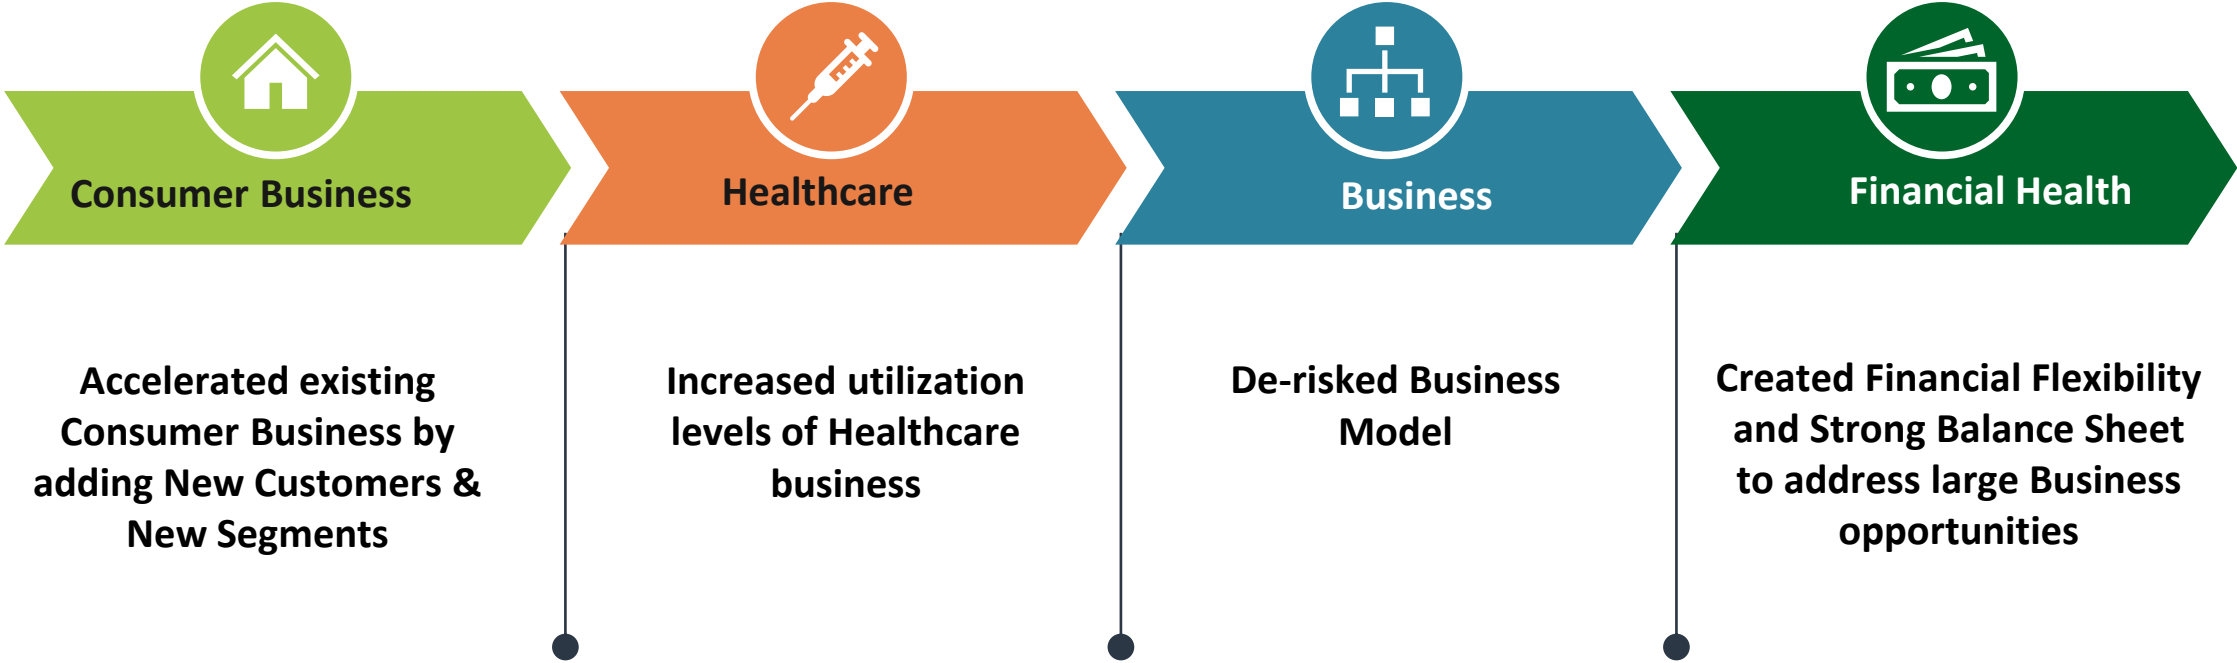 Consumer Business
Healthcare
Business
Financial Health
Accelerated existing
Consumer Business by
adding New Customers &
New Segments
Increased utilization
levels of Healthcare
business
De-risked Business
Model
Created Financial Flexibility
and Strong Balance Sheet
to address large Business
opportunities